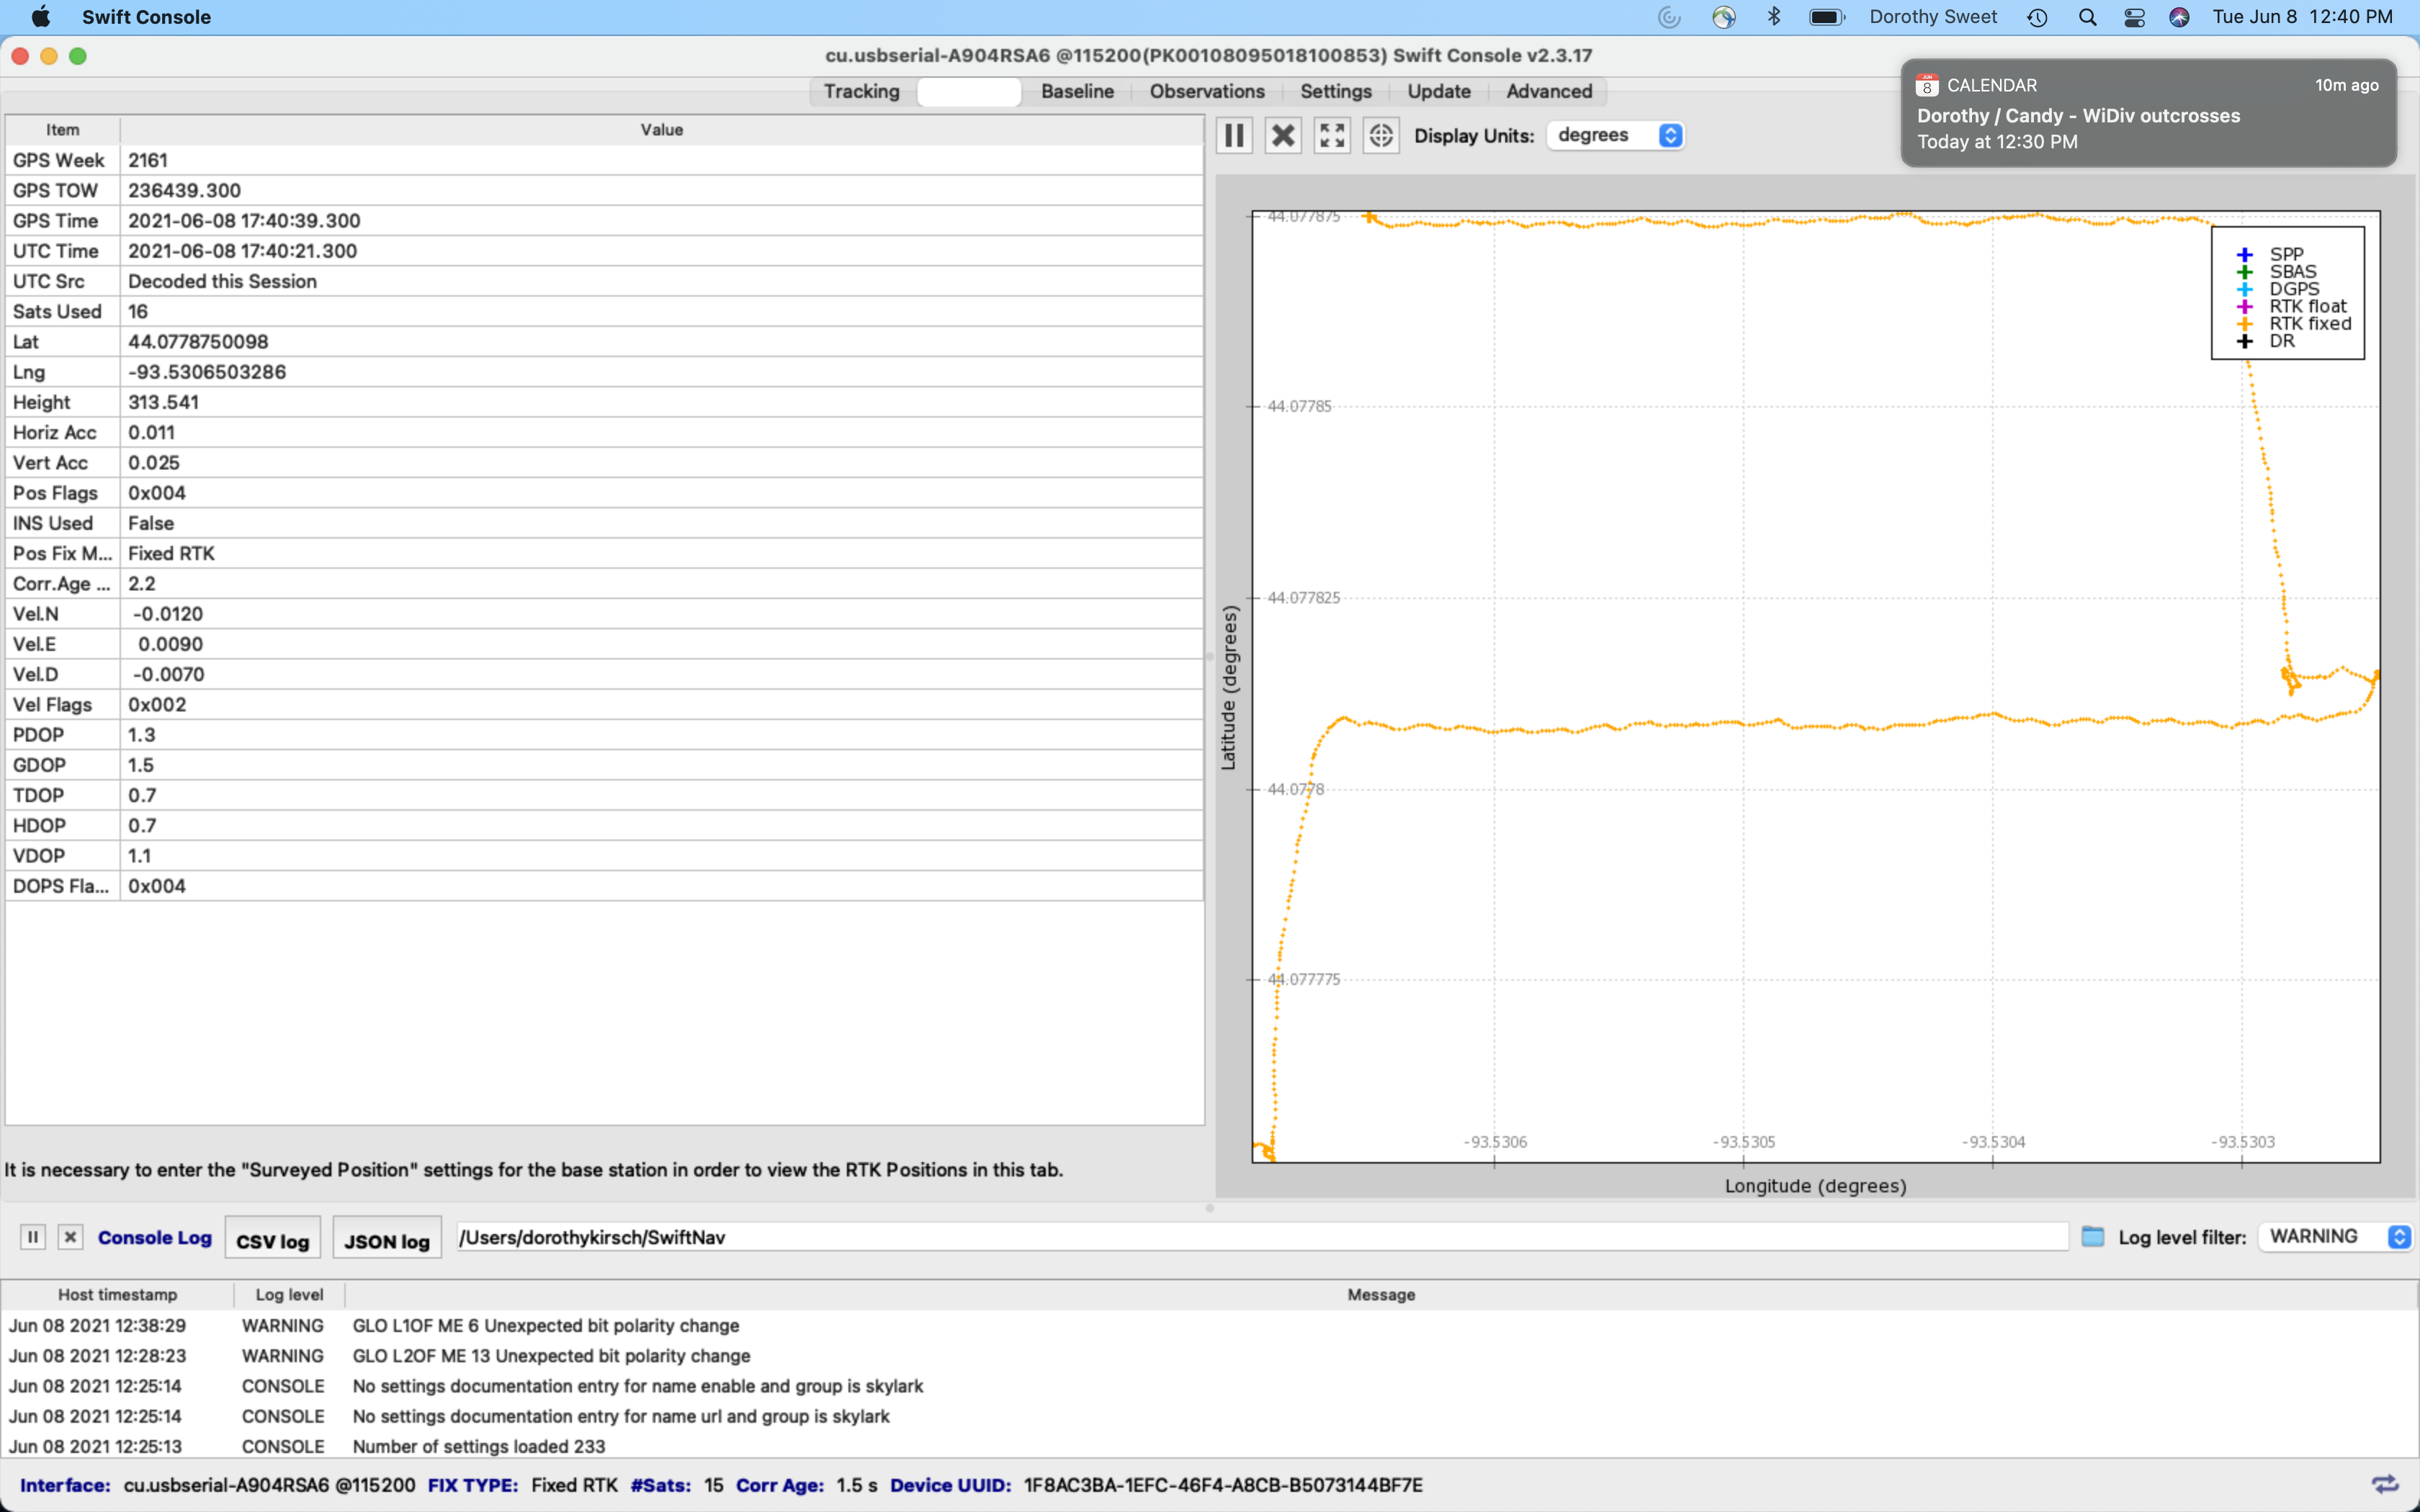 Swift Console
Dorothy Sweet
Tue Jun 8 12:40 PM
cu.usbserial-A904RSA6 @115200(PK00108095018100853) Swift Console v2.3.17
Tracking Baseline Observations Settings Update Advanced
JUN
8
CALENDAR
10m ago
Dorothy / Candy - WiDiv outcrosses
Today at 12:30 PM
Item Value
GPS Week 2161
GPS TOW 236439.300
GPS Time 2021-06-08 17:40:39.300
UTC Time 2021-06-08 17:40:21.300
UTC Src Decoded this Session
Sats Used 16
Lat 44.0778750098
Lng -93.5306503286
Height 313.541
Horiz Acc 0.011
Vert Acc 0.025
Pos Flags 0x004
INS Used False
Pos Fix M... Fixed RTK
Corr.Age ... 2.2
Vel.N -0.0120
Vel.E 0.0090
Vel.D -0.0070
Vel Flags 0x002
PDOP 1.3
GDOP 1.5
TDOP 0.7
HDOP 0.7
VDOP 1.1
DOPS Fla... 0x004
It is necessary to enter the "Surveyed Position" settings for the base station in order to view the RTK Positions in this tab.
Display Units: degrees
44.077875
44.07785
44.077825
44.0778
44.077775
Latitude (degrees)
SPP
SBAS
DGPS
RTK float
RTK fixed
DR
-93.5306 -93.5305 -93.5304 -93.5303
Longitude (degrees)
Console Log CSV log JSON log /Users/dorothykirsch/SwiftNav Log level filter: WARNING
Host timestamp Log level Message
Jun 08 2021 12:38:29 WARNING GLO L1OF ME 6 Unexpected bit polarity change
Jun 08 2021 12:28:23 WARNING GLO L2OF ME 13 Unexpected bit polarity change
Jun 08 2021 12:25:14 CONSOLE No settings documentation entry for name enable and group is skylark
Jun 08 2021 12:25:14 CONSOLE No settings documentation entry for name url and group is skylark
Jun 08 2021 12:25:13 CONSOLE Number of settings loaded 233
Interface: cu.usbserial-A904RSA6 @115200 FIX TYPE: Fixed RTK #Sats: 15 Corr Age: 1.5 s Device UUID: 1F8AC3BA-1EFC-46F4-A8CB-B5073144BF7E